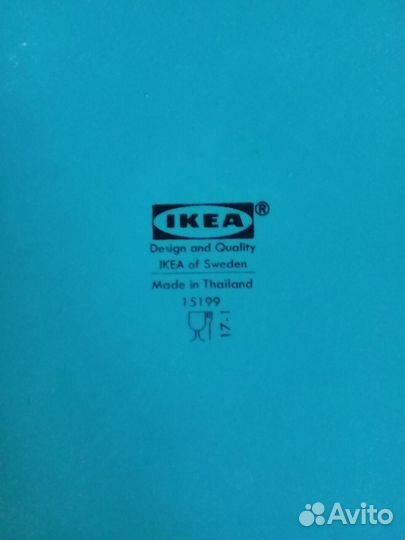 IKEA®
Design and Quality
IKEA of Sweden
Made in Thailand
15199
17-1
Avito